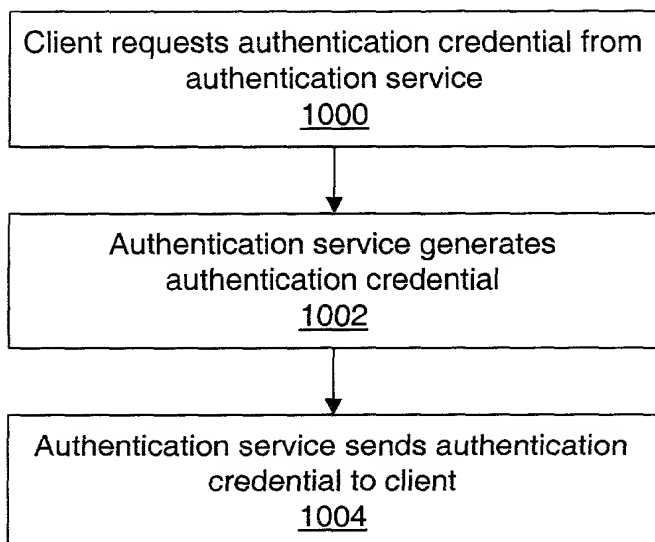 Client requests authentication credential from
authentication service
1000
Authentication service generates
authentication credential
1002
Authentication service sends authentication
credential to client
1004